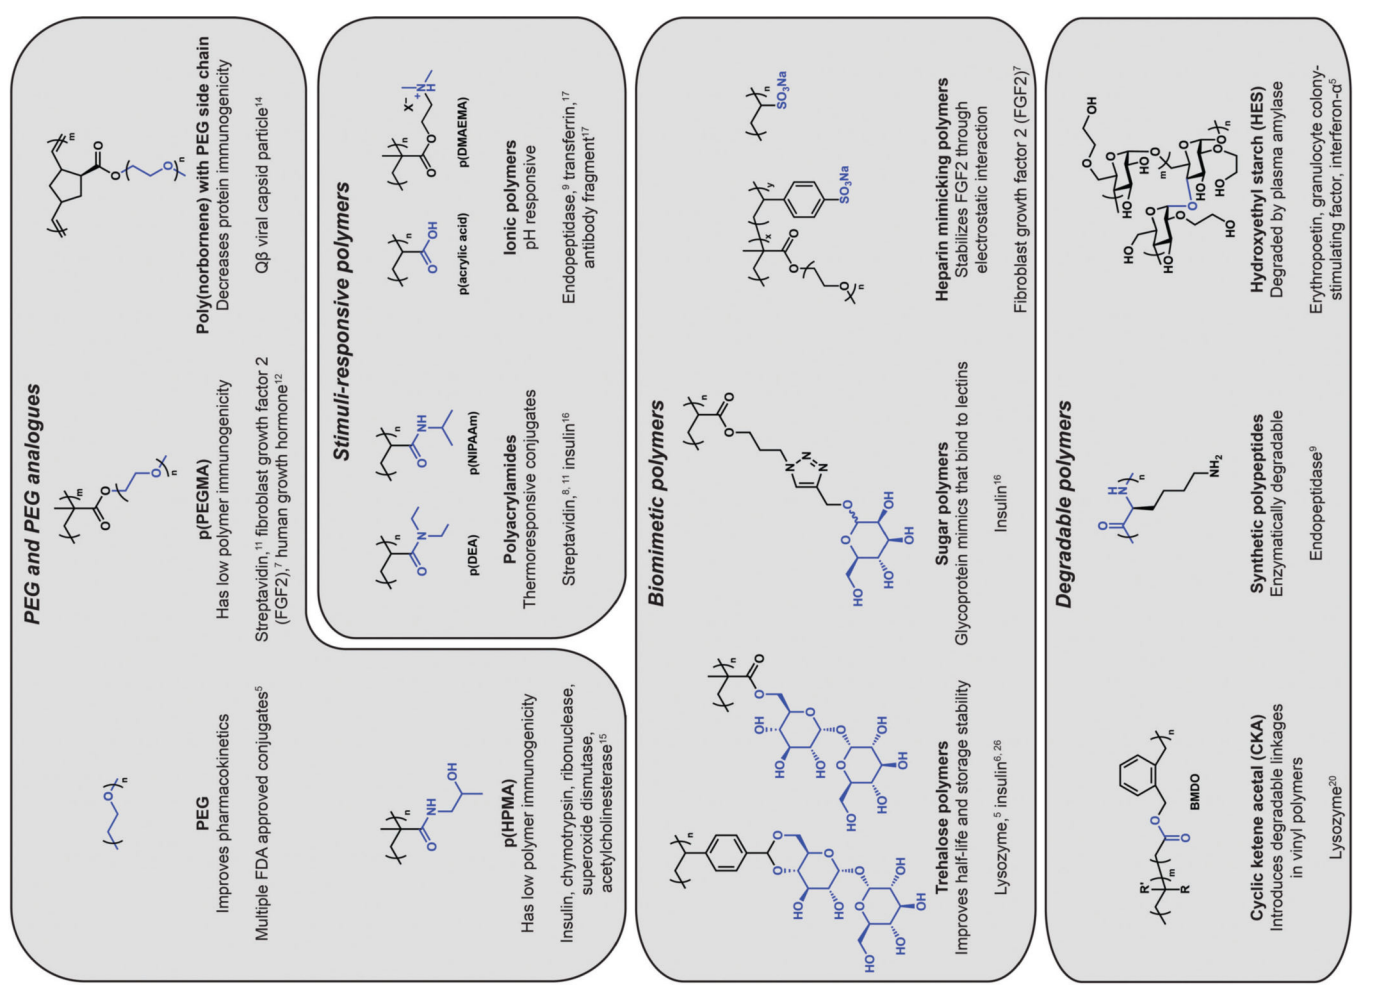 PEG and PEG analogues
PEG
Improves pharmacokinetics
Multiple FDA approved conjugates5
p(PEGMA)
Has low polymer immunogenicity
Streptavidin,11 fibroblast growth factor 2
(FGF2),7 human growth hormone12
Poly(norbornene) with PEG side chain
Decreases protein immunogenicity
Qβ viral capsid particle14
p(HPMA)
Has low polymer immunogenicity
Insulin, chymotrypsin, ribonuclease,
superoxide dismutase,
acetylcholinesterase15
Stimuli-responsive polymers
p(DEA)
p(NIPAAm)
Polyacrylamides
Thermoresponsive conjugates
Streptavidin,8, 11 insulin16
p(acrylic acid)
p(DMAEMA)
Ionic polymers
pH responsive
Endopeptidase,9 transferrin,17
antibody fragment17
Biomimetic polymers
Trehalose polymers
Improves half-life and storage stability
Lysozyme,5 insulin6, 26
Sugar polymers
Glycoprotein mimics that bind to lectins
Insulin16
Heparin mimicking polymers
Stabilizes FGF2 through
electrostatic interaction
Fibroblast growth factor 2 (FGF2)7
Degradable polymers
BMDO
Cyclic ketene acetal (CKA)
Introduces degradable linkages
in vinyl polymers
Lysozyme20
Synthetic polypeptides
Enzymatically degradable
Endopeptidase9
Hydroxyethyl starch (HES)
Degraded by plasma amylase
Erythropoetin, granulocyte colony-
stimulating factor, interferon-α5